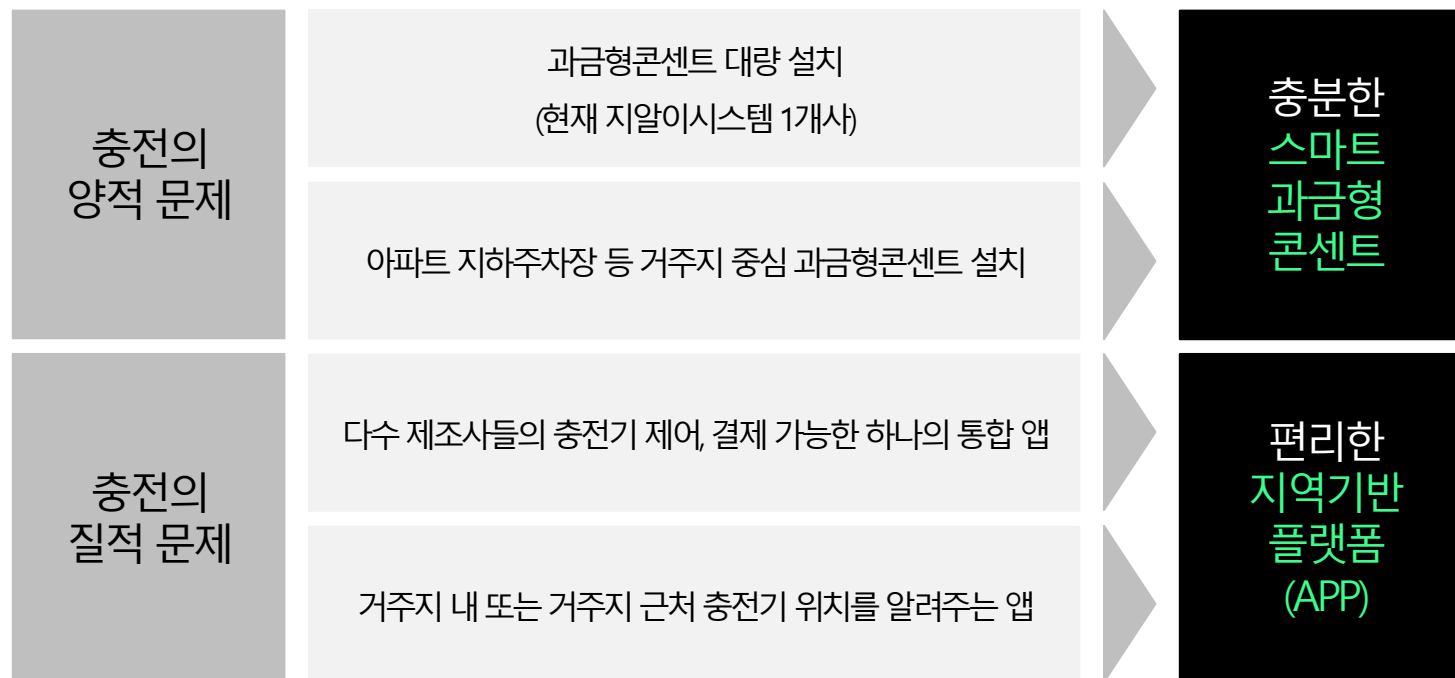 충전의
양적 문제
과금형콘센트 대량 설치
(현재 지알이시스템 1개사)
아파트 지하주차장 등 거주지 중심 과금형콘센트 설치
충분한
스마트
과금형
콘센트
충전의
질적 문제
다수 제조사들의 충전기 제어, 결제 가능한 하나의 통합 앱
거주지 내 또는 거주지 근처 충전기 위치를 알려주는 앱
편리한
지역기반
플랫폼
(APP)